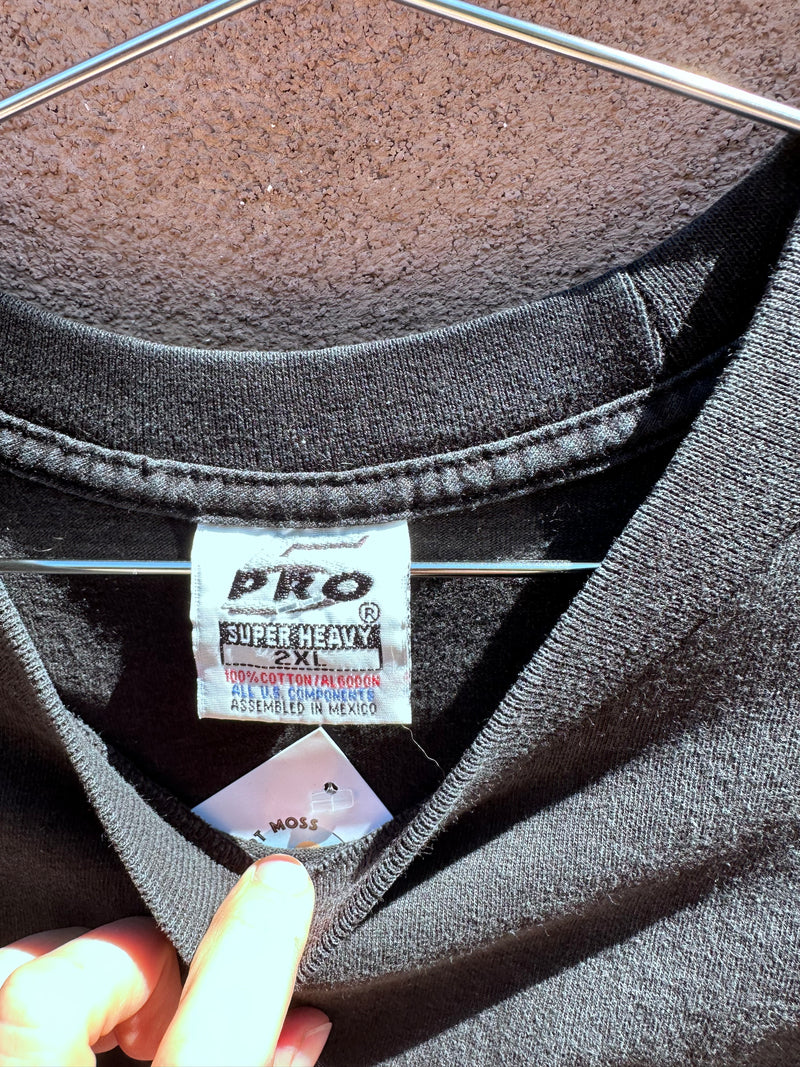 PRO
®
SUPER HEAVY
2XL
100% COTTON/ALGODON
ALL U.S. COMPONENTS
ASSEMBLED IN MEXICO
MOSS